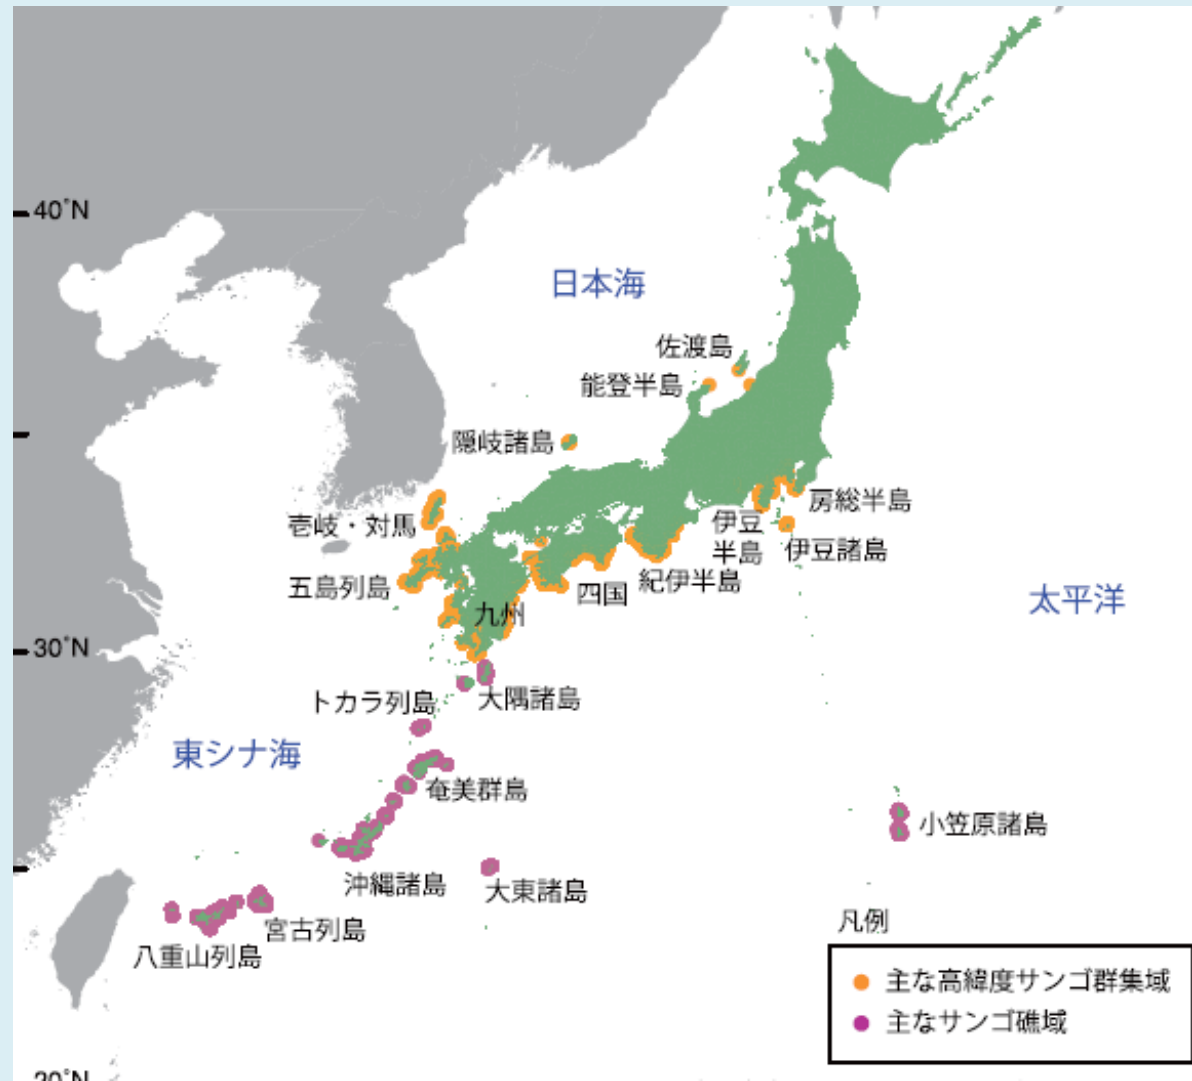 40°N
日本海
佐渡島
能登半島
隠岐諸島
房総半島
壱岐・対馬
伊豆
半島
伊豆諸島
五島列島
四国
紀伊半島
九州
太平洋
30°N
トカラ列島
大隅諸島
東シナ海
奄美群島
小笠原諸島
沖縄諸島
大東諸島
宮古列島
八重山列島
凡例
主な高緯度サンゴ群集域
主なサンゴ礁域
20°N